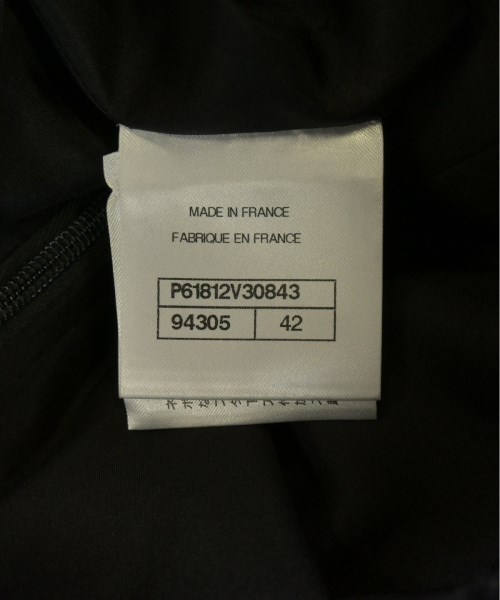 MADE IN FRANCE
FABRIQUE EN FRANCE
P61812V30843
94305 42